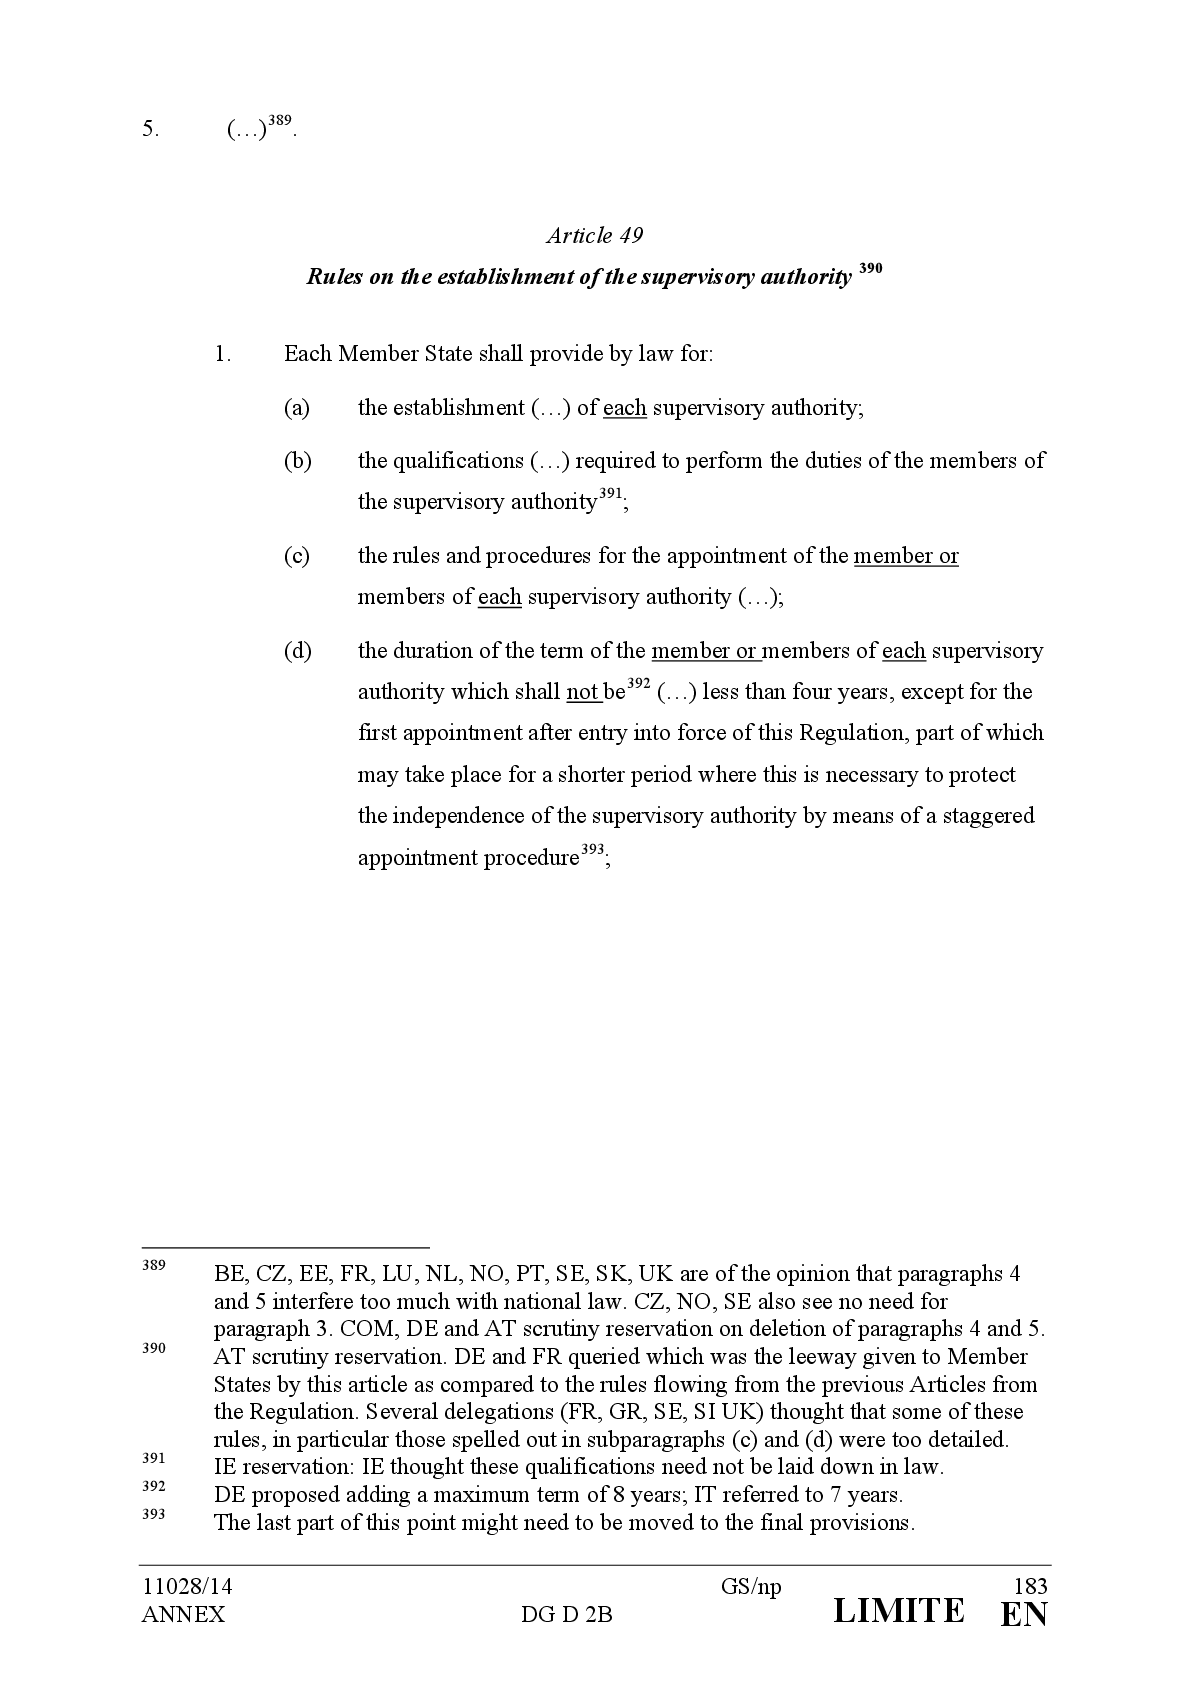 5. (…)389.
Article 49
Rules on the establishment of the supervisory authority 390
1. Each Member State shall provide by law for:
(a) the establishment (…) of each supervisory authority;
(b) the qualifications (…) required to perform the duties of the members of
the supervisory authority391;
(c) the rules and procedures for the appointment of the member or
members of each supervisory authority (…);
(d) the duration of the term of the member or members of each supervisory
authority which shall not be392 (…) less than four years, except for the
first appointment after entry into force of this Regulation, part of which
may take place for a shorter period where this is necessary to protect
the independence of the supervisory authority by means of a staggered
appointment procedure393;
389 BE, CZ, EE, FR, LU, NL, NO, PT, SE, SK, UK are of the opinion that paragraphs 4
and 5 interfere too much with national law. CZ, NO, SE also see no need for
paragraph 3. COM, DE and AT scrutiny reservation on deletion of paragraphs 4 and 5.
390 AT scrutiny reservation. DE and FR queried which was the leeway given to Member
States by this article as compared to the rules flowing from the previous Articles from
the Regulation. Several delegations (FR, GR, SE, SI UK) thought that some of these
rules, in particular those spelled out in subparagraphs (c) and (d) were too detailed.
391 IE reservation: IE thought these qualifications need not be laid down in law.
392 DE proposed adding a maximum term of 8 years; IT referred to 7 years.
393 The last part of this point might need to be moved to the final provisions.
11028/14 GS/np 183
ANNEX DG D 2B LIMITE EN